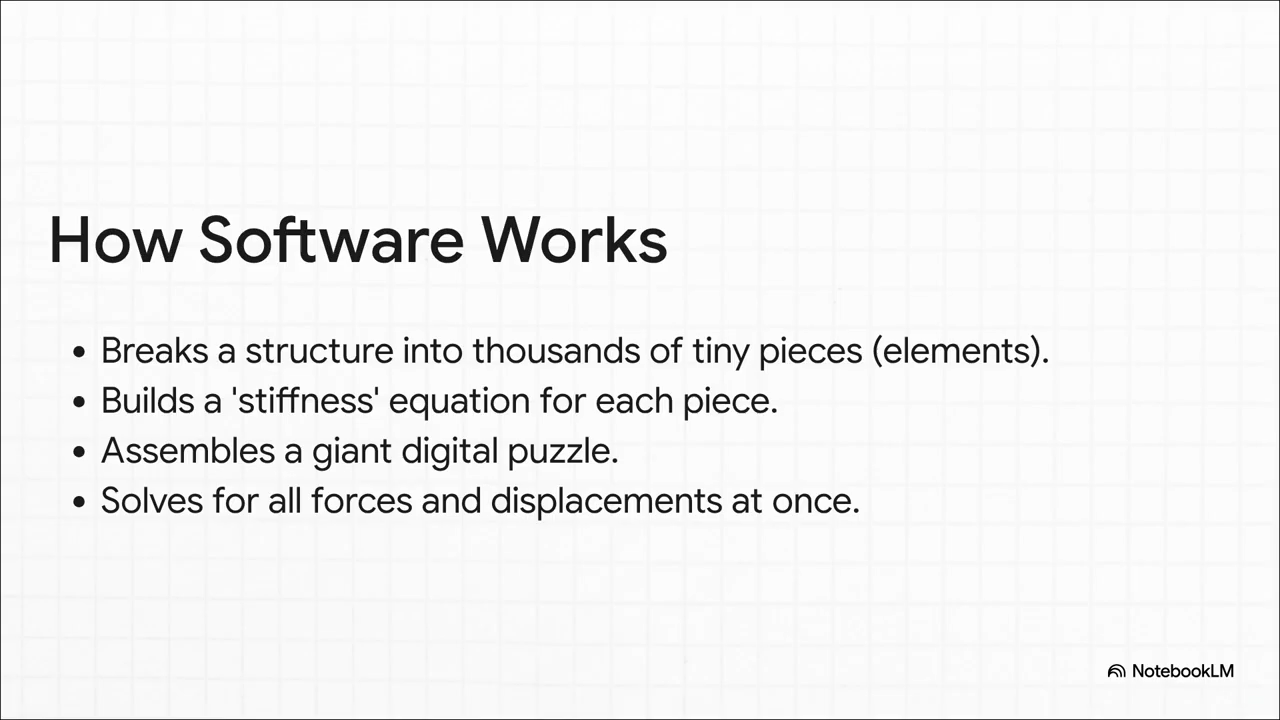 How Software Works
• Breaks a structure into thousands of tiny pieces (elements).
• Builds a 'stiffness' equation for each piece.
• Assembles a giant digital puzzle.
• Solves for all forces and displacements at once.
NotebookLM